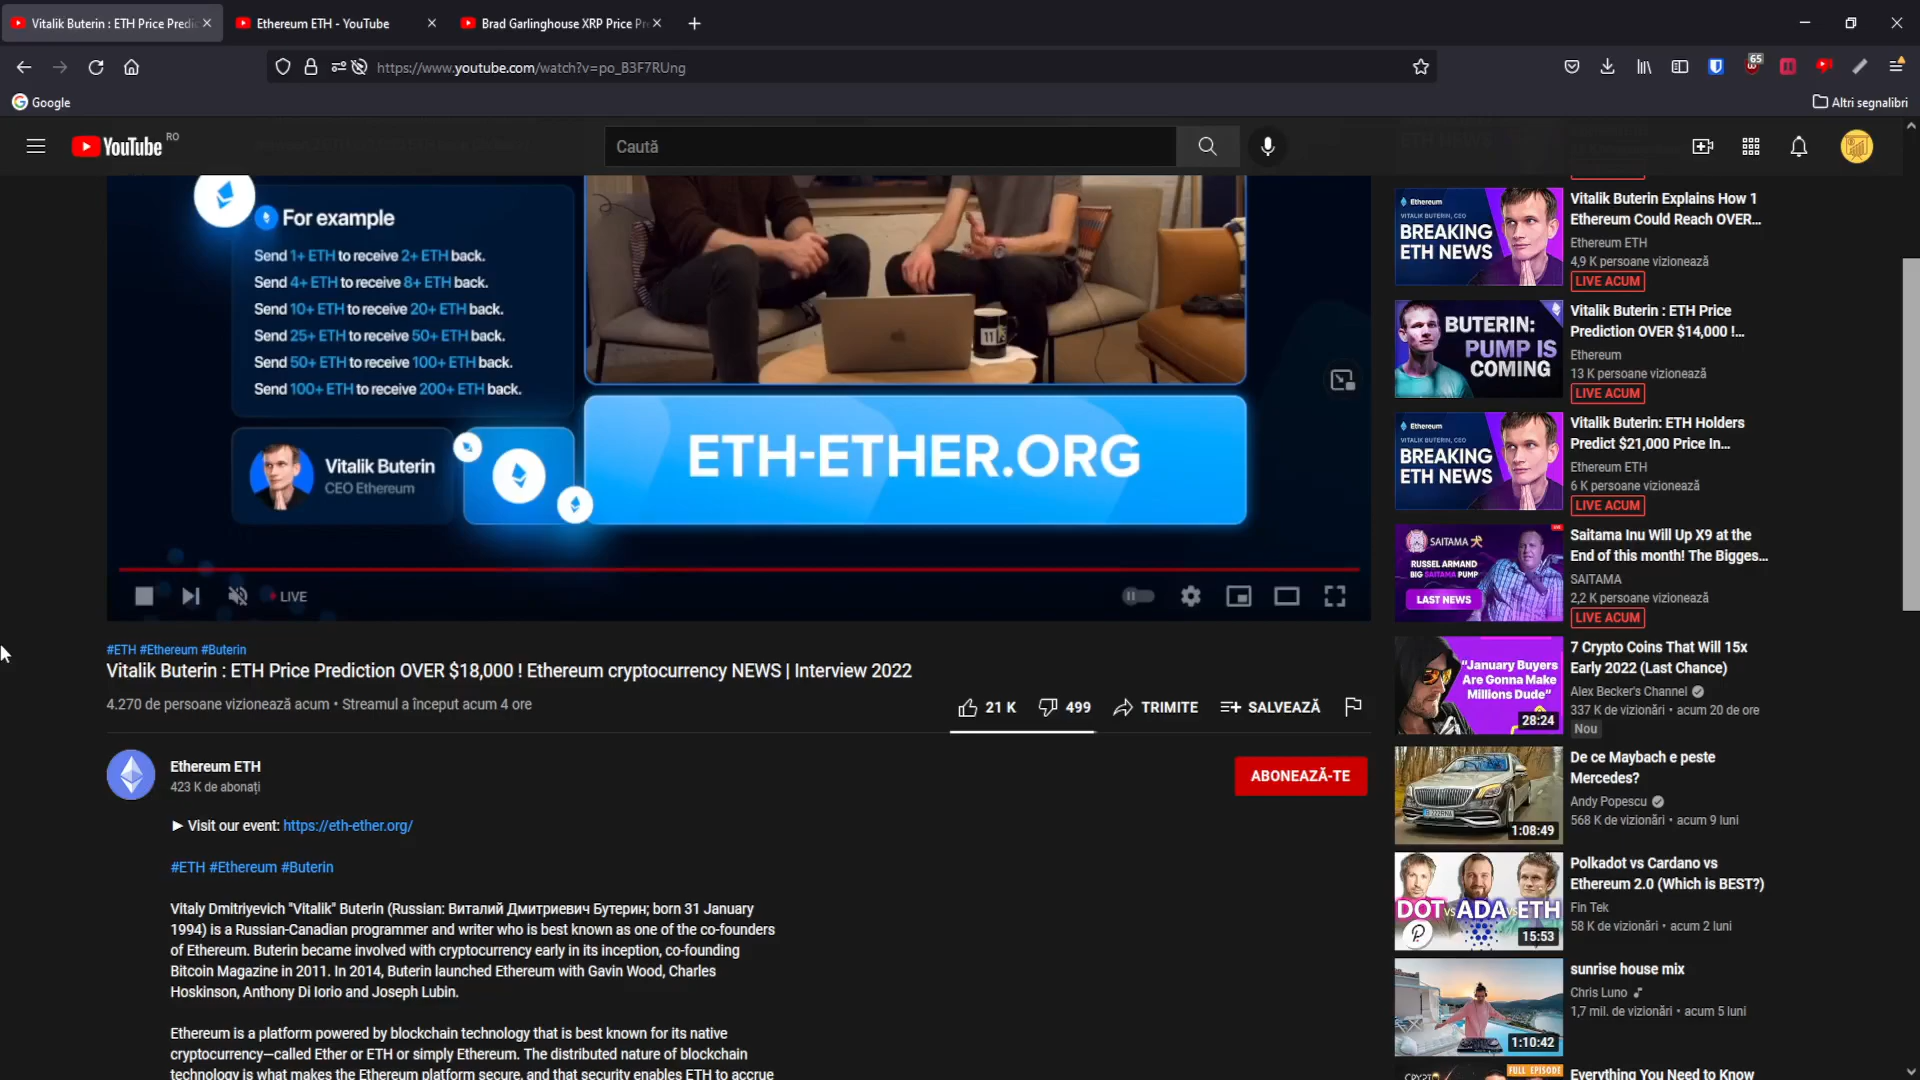 Vitalik Buterin : ETH Price Predi
Ethereum ETH - YouTube
Brad Garlinghouse XRP Price Pr
https://www.youtube.com/watch?v=po_B3F7RUng
65
Google
Altri segnalibri
YouTube RO
Caută
For example
Send 1+ ETH to receive 2+ ETH back.
Send 4+ ETH to receive 8+ ETH back.
Send 10+ ETH to receive 20+ ETH back.
Send 25+ ETH to receive 50+ ETH back.
Send 50+ ETH to receive 100+ ETH back.
Send 100+ ETH to receive 200+ ETH back.
11
Vitalik Buterin
CEO Ethereum
ETH-ETHER.ORG
LIVE
#ETH #Ethereum #Buterin
Vitalik Buterin : ETH Price Prediction OVER $18,000 ! Ethereum cryptocurrency NEWS | Interview 2022
4.270 de persoane vizionează acum • Streamul a început acum 4 ore
21 K
499
TRIMITE
SALVEAZĂ
Ethereum ETH
423 K de abonați
ABONEAZĂ-TE
► Visit our event: https://eth-ether.org/
#ETH #Ethereum #Buterin
Vitaly Dmitriyevich "Vitalik" Buterin (Russian: Виталий Дмитриевич Бутерин; born 31 January
1994) is a Russian-Canadian programmer and writer who is best known as one of the co-founders
of Ethereum. Buterin became involved with cryptocurrency early in its inception, co-founding
Bitcoin Magazine in 2011. In 2014, Buterin launched Ethereum with Gavin Wood, Charles
Hoskinson, Anthony Di Iorio and Joseph Lubin.
Ethereum is a platform powered by blockchain technology that is best known for its native
cryptocurrency—called Ether or ETH or simply Ethereum. The distributed nature of blockchain
technology is what makes the Ethereum platform secure, and that security enables ETH to accrue
Ethereum
VITALIK BUTERIN, CEO
BREAKING
ETH NEWS
Vitalik Buterin Explains How 1
Ethereum Could Reach OVER...
Ethereum ETH
4,9 K persoane vizionează
LIVE ACUM
BUTERIN:
PUMP IS
COMING
Vitalik Buterin : ETH Price
Prediction OVER $14,000 !...
Ethereum
13 K persoane vizionează
LIVE ACUM
Ethereum
VITALIK BUTERIN, CEO
BREAKING
ETH NEWS
Vitalik Buterin: ETH Holders
Predict $21,000 Price In...
Ethereum ETH
6 K persoane vizionează
LIVE ACUM
SAITAMA
RUSSEL ARMAND
BIG SAITAMA PUMP
LAST NEWS
Saitama Inu Will Up X9 at the
End of this month! The Bigges...
SAITAMA
2,2 K persoane vizionează
LIVE ACUM
"January Buyers
Are Gonna Make
Millions Dude"
28:24
7 Crypto Coins That Will 15x
Early 2022 (Last Chance)
Alex Becker's Channel
337 K de vizionări • acum 20 de ore
Nou
1:08:49
De ce Maybach e peste
Mercedes?
Andy Popescu
568 K de vizionări • acum 9 luni
DOT vs ADA vs ETH
15:53
Polkadot vs Cardano vs
Ethereum 2.0 (Which is BEST?)
Fin Tek
58 K de vizionări • acum 2 luni
1:10:42
sunrise house mix
Chris Luno
1,7 mil. de vizionări • acum 5 luni
FULL EPISODE
Everything You Need to Know